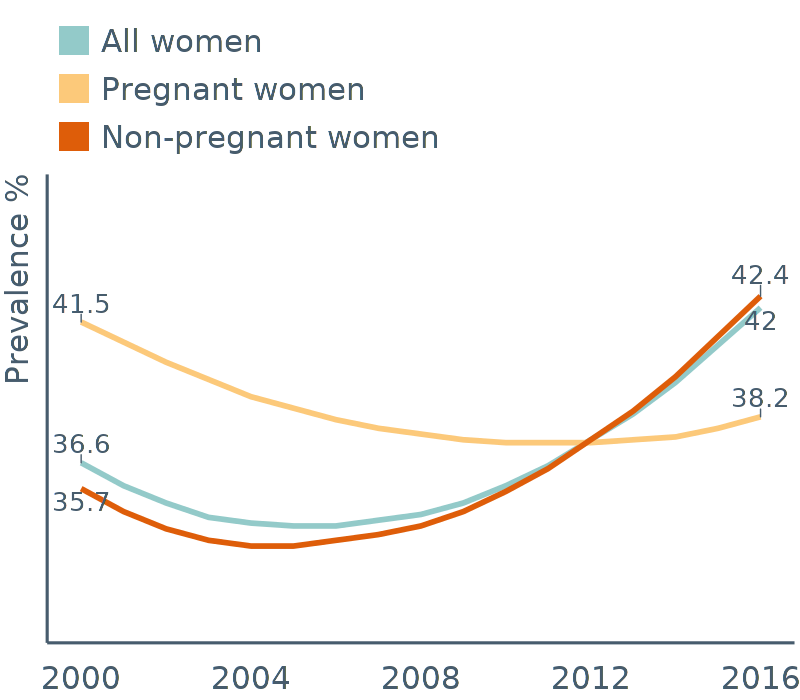 All women
Pregnant women
Non-pregnant women
Prevalence %
41.5
36.6
35.7
42.4
42
38.2
2000 2004 2008 2012 2016